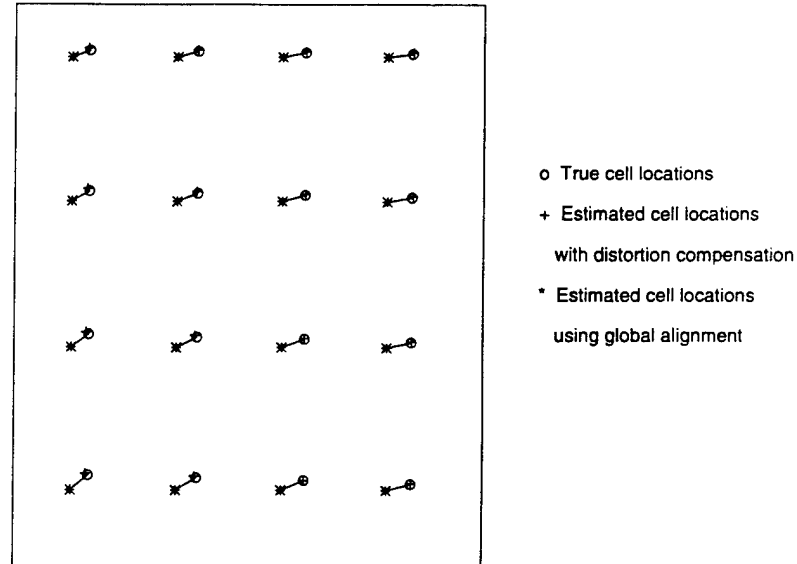 o True cell locations
+ Estimated cell locations
with distortion compensation
* Estimated cell locations
using global alignment